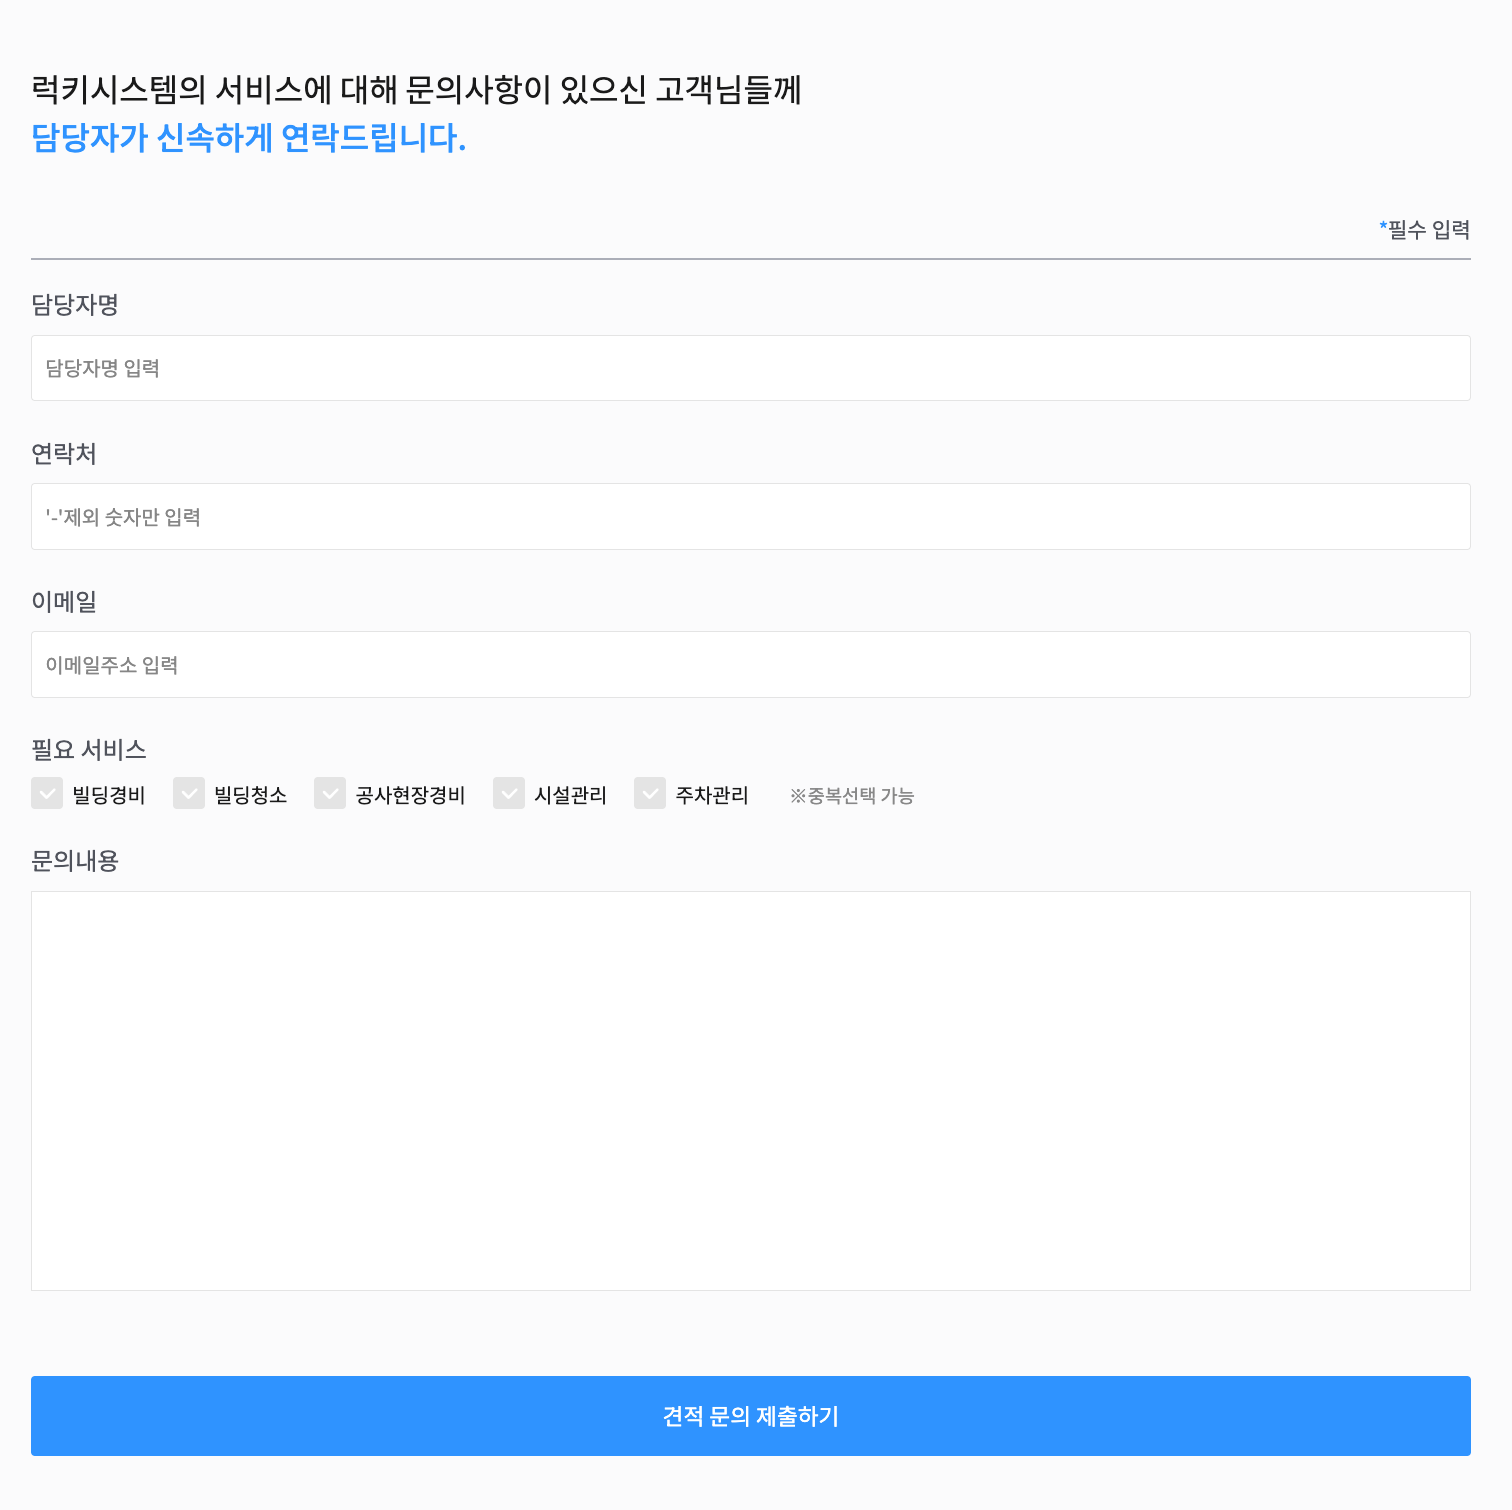 럭키시스템의 서비스에 대해 문의사항이 있으신 고객님들께
담당자가 신속하게 연락드립니다.
*필수 입력
담당자명
담당자명 입력
연락처
'-'제외 숫자만 입력
이메일
이메일주소 입력
필요 서비스
빌딩경비 빌딩청소 공사현장경비 시설관리 주차관리 ※중복선택 가능
문의내용
견적 문의 제출하기